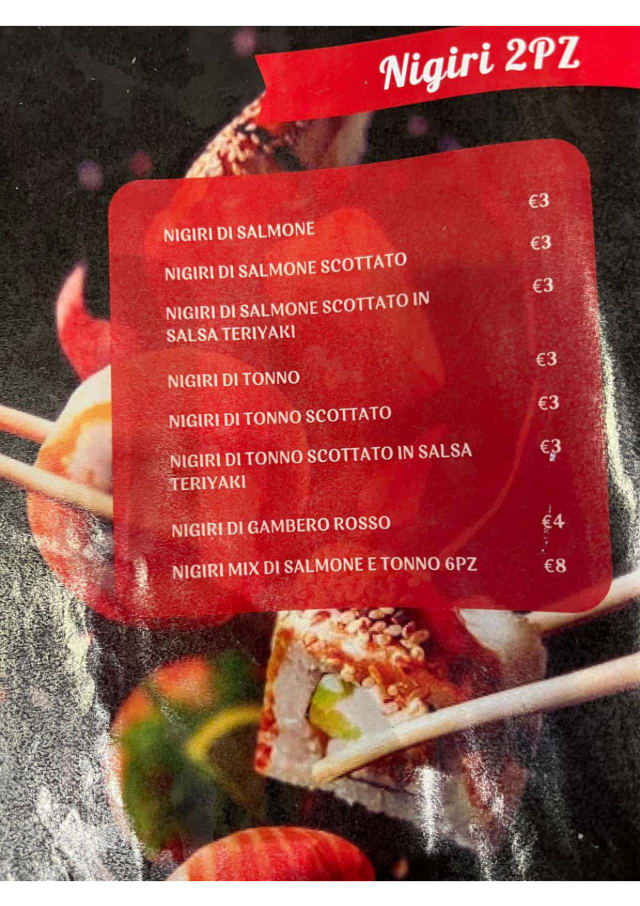 Nigiri 2PZ
NIGIRI DI SALMONE €3
NIGIRI DI SALMONE SCOTTATO €3
NIGIRI DI SALMONE SCOTTATO IN €3
SALSA TERIYAKI
NIGIRI DI TONNO €3
NIGIRI DI TONNO SCOTTATO €3
NIGIRI DI TONNO SCOTTATO IN SALSA €3
TERIYAKI
NIGIRI DI GAMBERO ROSSO €4
NIGIRI MIX DI SALMONE E TONNO 6PZ €8